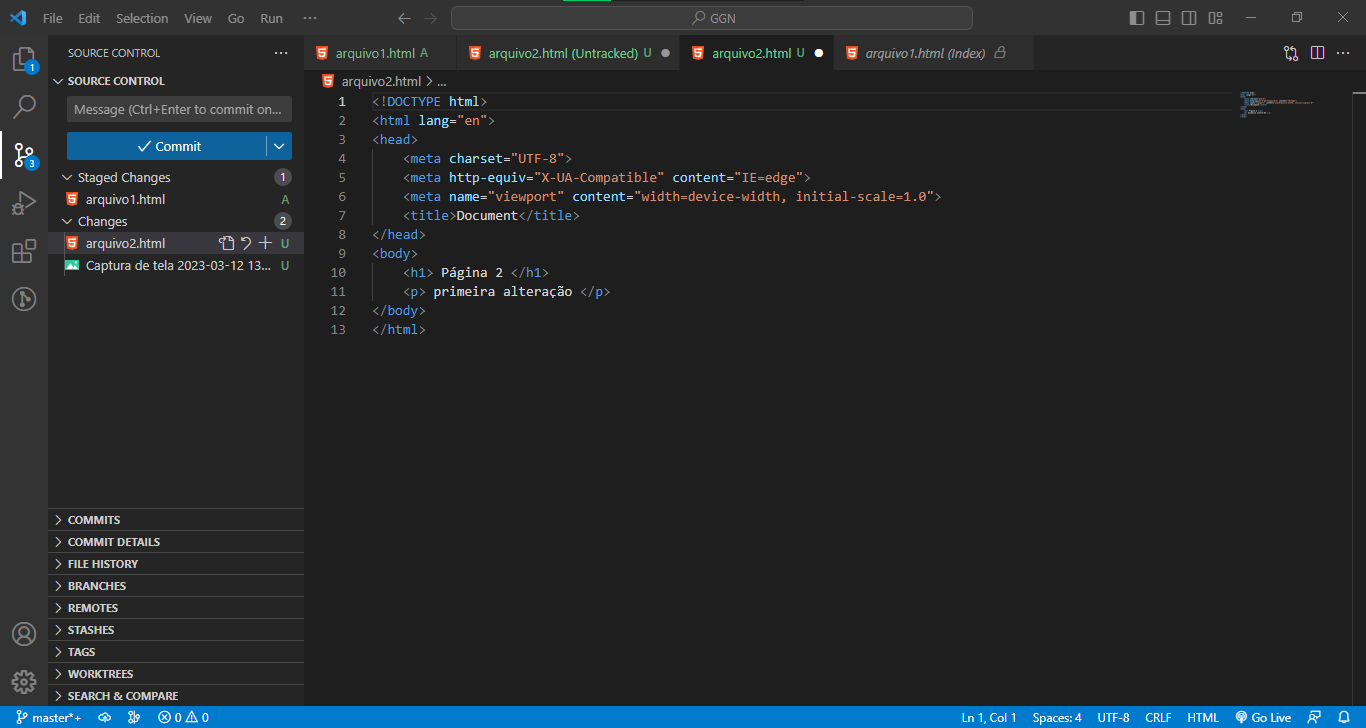 File Edit Selection View Go Run ··· GGN
SOURCE CONTROL ···
SOURCE CONTROL
Message (Ctrl+Enter to commit on...
Commit
Staged Changes 1
arquivo1.html A
Changes 2
arquivo2.html U
Captura de tela 2023-03-12 13... U
COMMITS
COMMIT DETAILS
FILE HISTORY
BRANCHES
REMOTES
STASHES
TAGS
WORKTREES
SEARCH & COMPARE
1
3
arquivo1.html A arquivo2.html (Untracked) U arquivo2.html U arquivo1.html (Index)
arquivo2.html > ...
1 <!DOCTYPE html>
2 <html lang="en">
3 <head>
4 <meta charset="UTF-8">
5 <meta http-equiv="X-UA-Compatible" content="IE=edge">
6 <meta name="viewport" content="width=device-width, initial-scale=1.0">
7 <title>Document</title>
8 </head>
9 <body>
10 <h1> Página 2 </h1>
11 <p> primeira alteração </p>
12 </body>
13 </html>
master*+ 0 0 Ln 1, Col 1 Spaces: 4 UTF-8 CRLF HTML Go Live